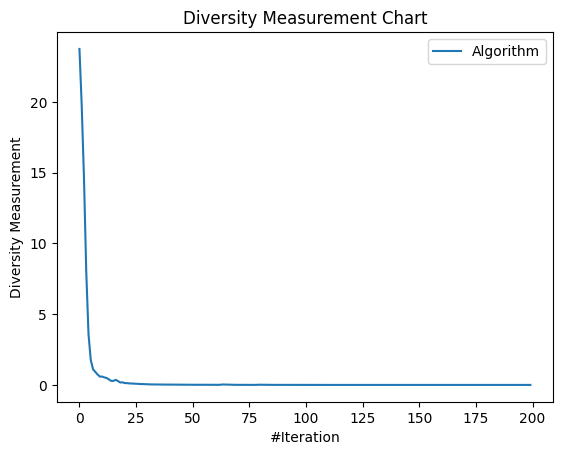 Diversity Measurement Chart
Algorithm
Diversity Measurement
20
15
10
5
0
0 25 50 75 100 125 150 175 200
#Iteration